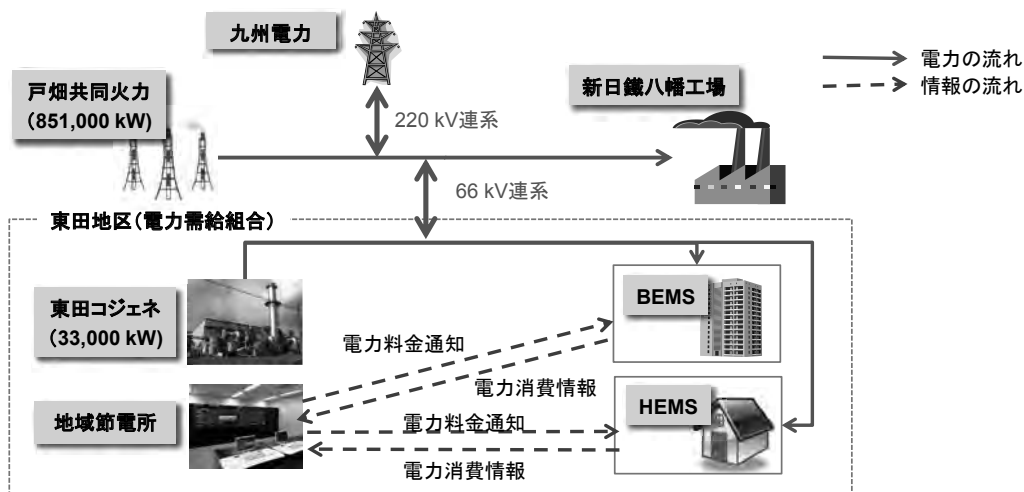 九州電力
電力の流れ
情報の流れ
戸畑共同火力
(851,000 kW)
新日鐵八幡工場
220 kV連系
66 kV連系
東田地区(電力需給組合)
東田コジェネ
(33,000 kW)
BEMS
電力料金通知
電力消費情報
地域節電所
HEMS
電力料金通知
電力消費情報